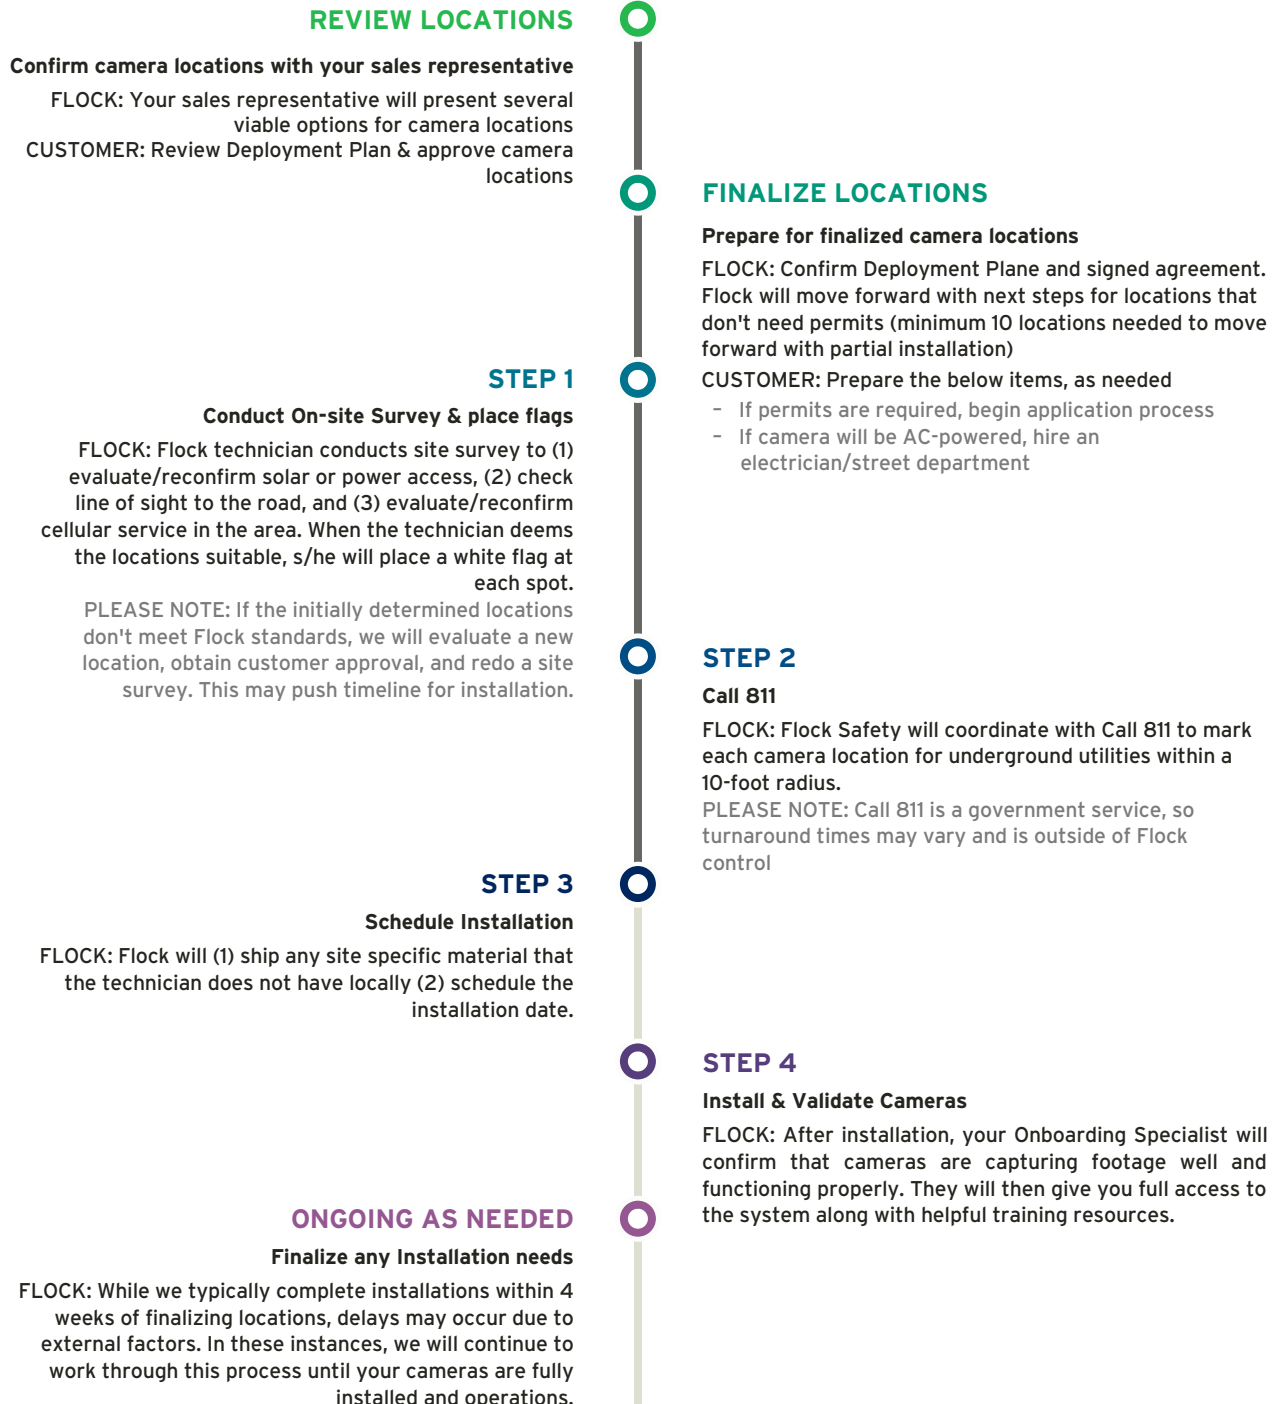 REVIEW LOCATIONS
Confirm camera locations with your sales representative
FLOCK: Your sales representative will present several
viable options for camera locations
CUSTOMER: Review Deployment Plan & approve camera
locations
FINALIZE LOCATIONS
Prepare for finalized camera locations
FLOCK: Confirm Deployment Plane and signed agreement.
Flock will move forward with next steps for locations that
don't need permits (minimum 10 locations needed to move
forward with partial installation)
CUSTOMER: Prepare the below items, as needed
- If permits are required, begin application process
- If camera will be AC-powered, hire an
electrician/street department
STEP 1
Conduct On-site Survey & place flags
FLOCK: Flock technician conducts site survey to (1)
evaluate/reconfirm solar or power access, (2) check
line of sight to the road, and (3) evaluate/reconfirm
cellular service in the area. When the technician deems
the locations suitable, s/he will place a white flag at
each spot.
PLEASE NOTE: If the initially determined locations
don't meet Flock standards, we will evaluate a new
location, obtain customer approval, and redo a site
survey. This may push timeline for installation.
STEP 2
Call 811
FLOCK: Flock Safety will coordinate with Call 811 to mark
each camera location for underground utilities within a
10-foot radius.
PLEASE NOTE: Call 811 is a government service, so
turnaround times may vary and is outside of Flock
control
STEP 3
Schedule Installation
FLOCK: Flock will (1) ship any site specific material that
the technician does not have locally (2) schedule the
installation date.
STEP 4
Install & Validate Cameras
FLOCK: After installation, your Onboarding Specialist will
confirm that cameras are capturing footage well and
functioning properly. They will then give you full access to
the system along with helpful training resources.
ONGOING AS NEEDED
Finalize any Installation needs
FLOCK: While we typically complete installations within 4
weeks of finalizing locations, delays may occur due to
external factors. In these instances, we will continue to
work through this process until your cameras are fully
installed and operations.